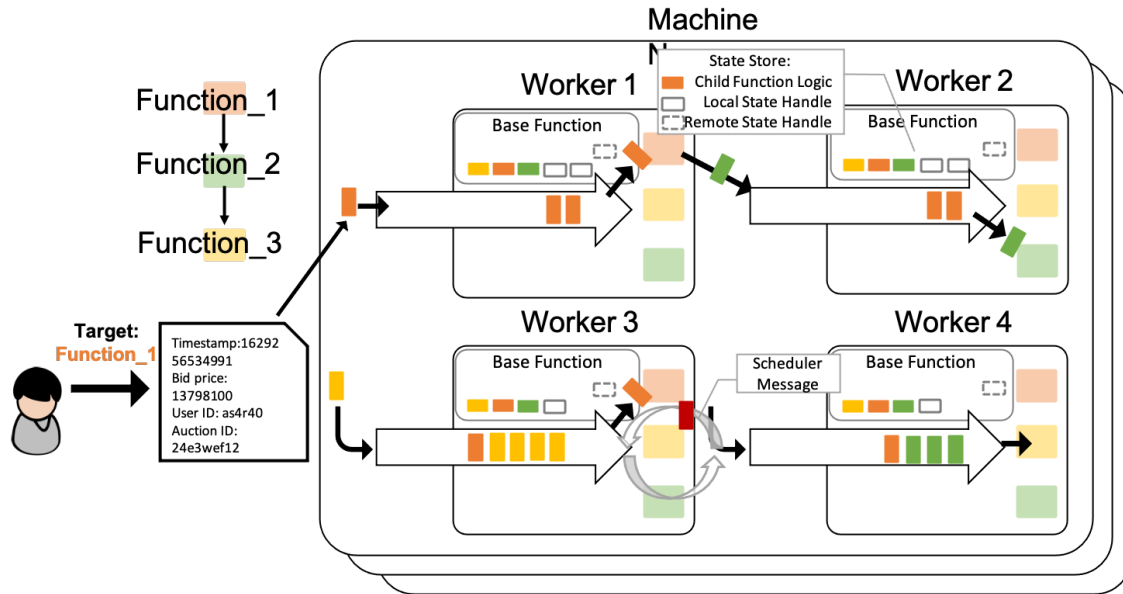 Machine
N
State Store:
Child Function Logic
Local State Handle
Remote State Handle
Worker 1
Worker 2
Base Function
Base Function
Function_1
Function_2
Function_3
Target:
Function_1
Timestamp:16292
56534991
Bid price:
13798100
User ID: as4r40
Auction ID:
24e3wef12
Worker 3
Worker 4
Base Function
Scheduler
Message
Base Function